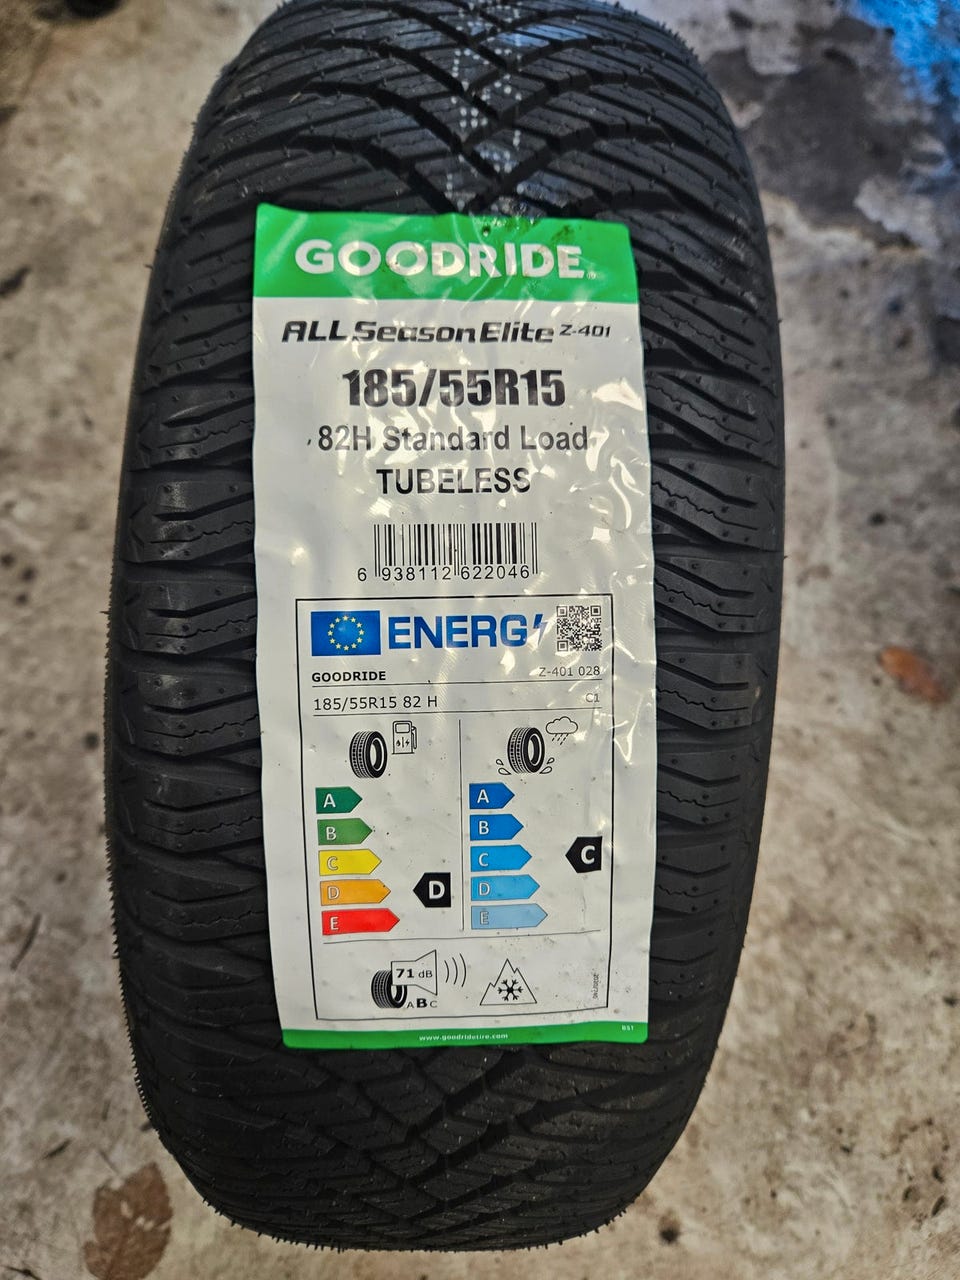 GOODRIDE
ALL Season Elite Z-401
185/55R15
82H Standard Load
TUBELESS
6 938112 622046
ENERG
GOODRIDE Z-401 028
185/55R15 82 H C1
A A
B B
C C C
D D D
E E
71 dB
ABC
www.goodridetire.com
BS1